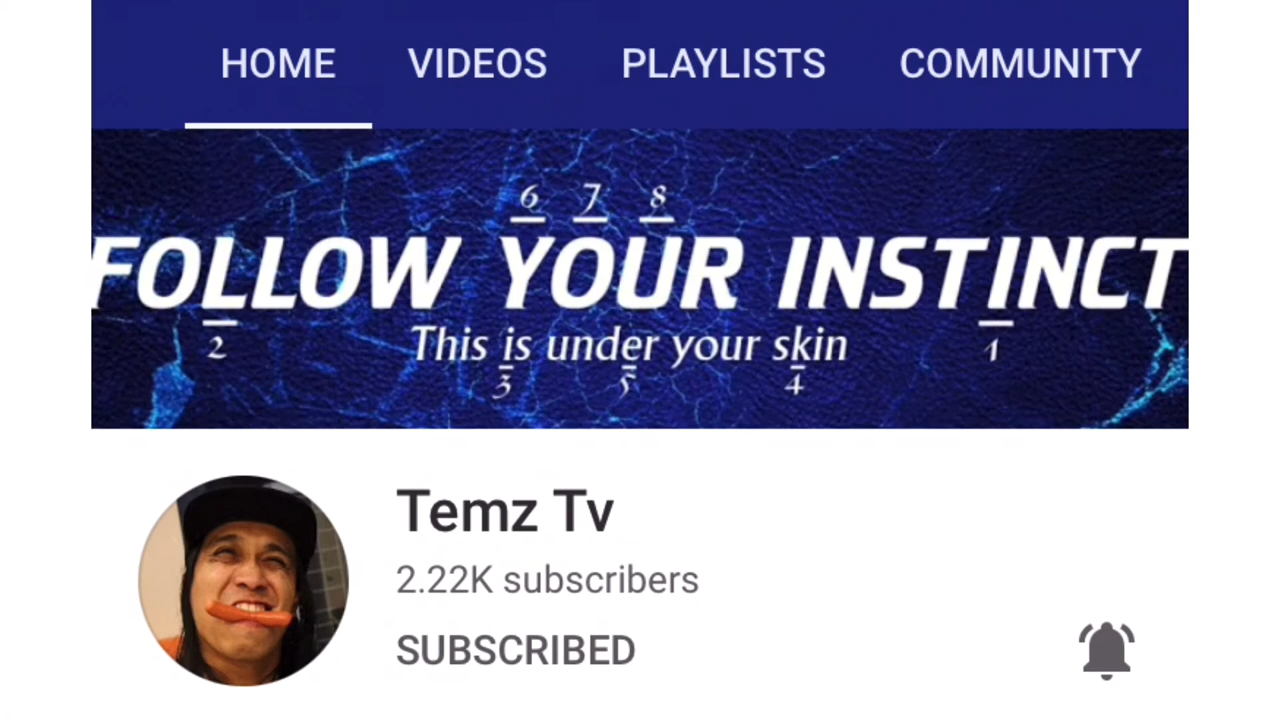 HOME VIDEOS PLAYLISTS COMMUNITY
6 7 8
FOLLOW YOUR INSTINCT
2 1
This is under your skin
3 5 4
Temz Tv
2.22K subscribers
SUBSCRIBED